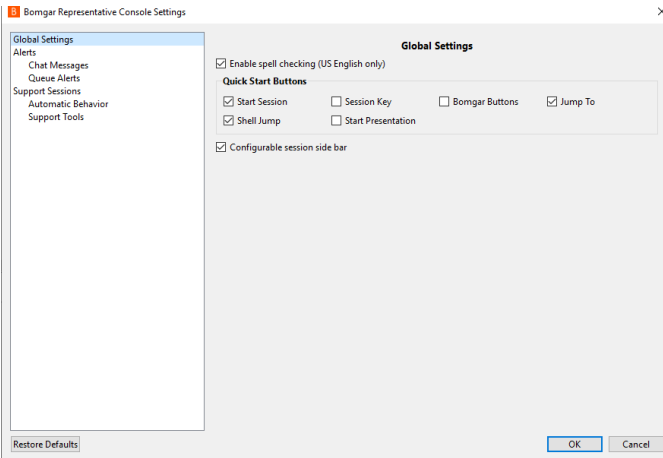 B Bomgar Representative Console Settings
Global Settings
Alerts
Chat Messages
Queue Alerts
Support Sessions
Automatic Behavior
Support Tools
Global Settings
Enable spell checking (US English only)
Quick Start Buttons
Start Session Session Key Bomgar Buttons Jump To
Shell Jump Start Presentation
Configurable session side bar
Restore Defaults OK Cancel